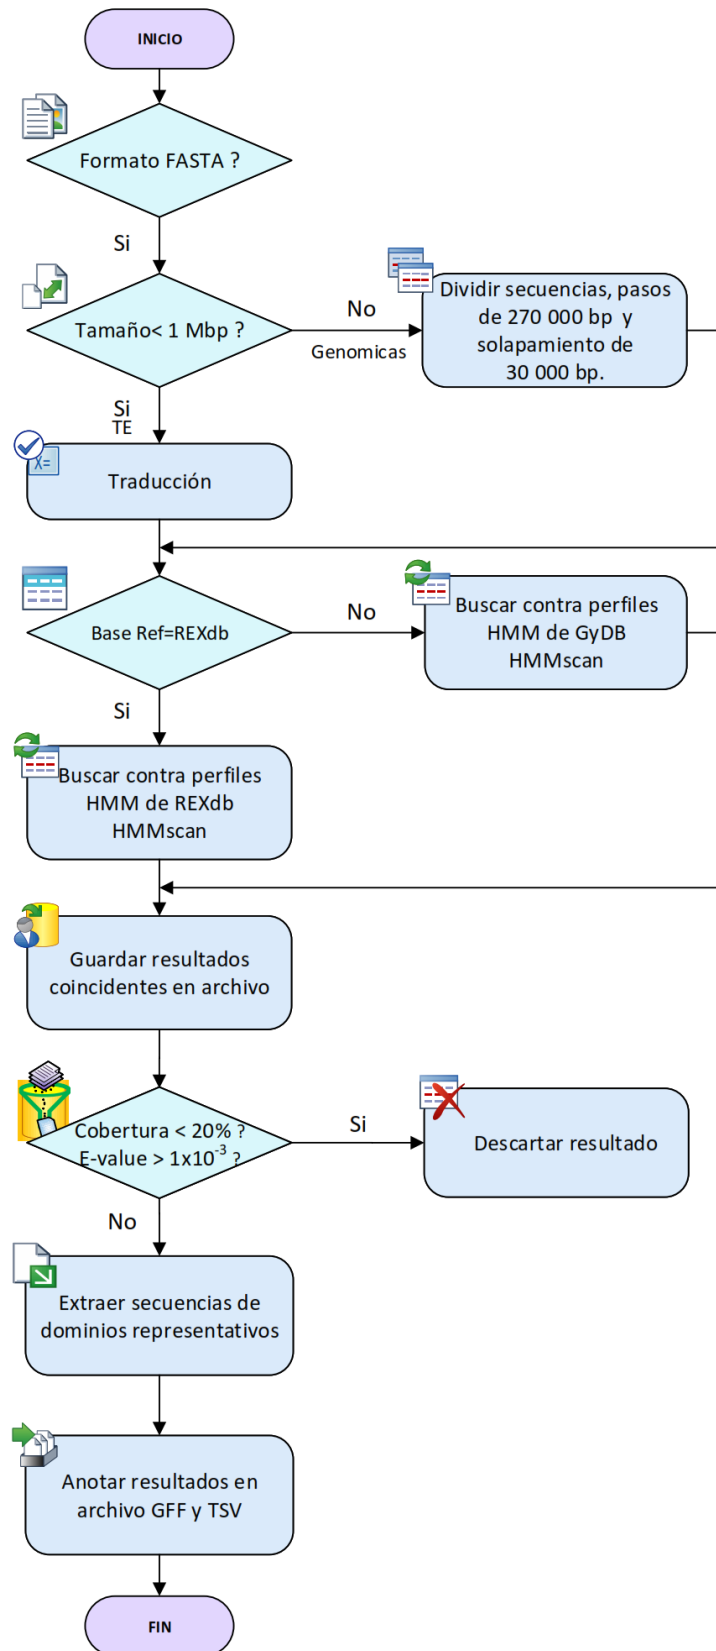 INICIO
Formato FASTA ?
Si
Tamaño< 1 Mbp ?
No
Genomicas
Dividir secuencias, pasos
de 270 000 bp y
solapamiento de
30 000 bp.
Si
TE
X=
Traducción
Base Ref=REXdb
No
Buscar contra perfiles
HMM de GyDB
HMMscan
Si
Buscar contra perfiles
HMM de REXdb
HMMscan
Guardar resultados
coincidentes en archivo
Cobertura < 20% ?
E-value > 1x10⁻³ ?
Si
Descartar resultado
No
Extraer secuencias de
dominios representativos
Anotar resultados en
archivo GFF y TSV
FIN